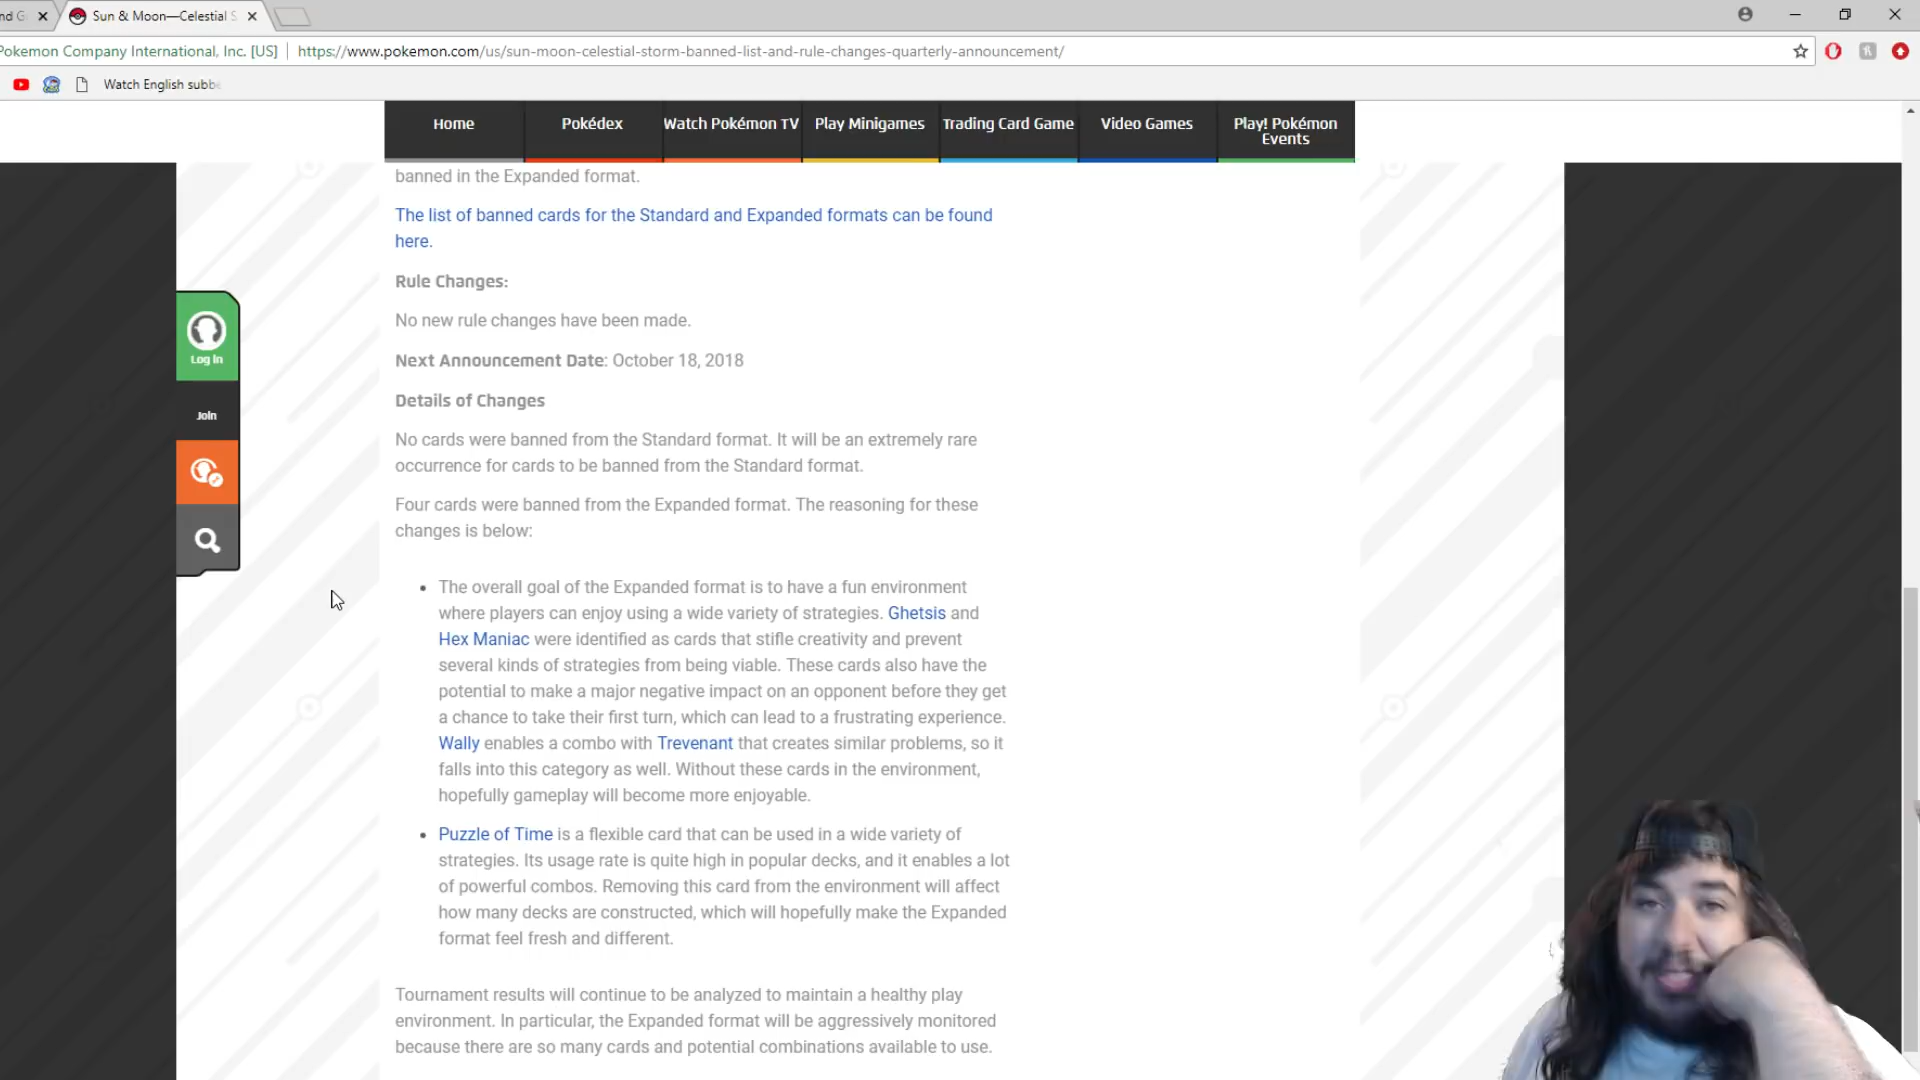 Sun & Moon—Celestial S
Pokemon Company International, Inc. [US]
https://www.pokemon.com/us/sun-moon-celestial-storm-banned-list-and-rule-changes-quarterly-announcement/
Watch English subbe
Home
Pokédex
Watch Pokémon TV
Play Minigames
Trading Card Game
Video Games
Play! Pokémon
Events
banned in the Expanded format.
The list of banned cards for the Standard and Expanded formats can be found
here.
Rule Changes:
No new rule changes have been made.
Next Announcement Date: October 18, 2018
Details of Changes
No cards were banned from the Standard format. It will be an extremely rare
occurrence for cards to be banned from the Standard format.
Four cards were banned from the Expanded format. The reasoning for these
changes is below:
The overall goal of the Expanded format is to have a fun environment
where players can enjoy using a wide variety of strategies. Ghetsis and
Hex Maniac were identified as cards that stifle creativity and prevent
several kinds of strategies from being viable. These cards also have the
potential to make a major negative impact on an opponent before they get
a chance to take their first turn, which can lead to a frustrating experience.
Wally enables a combo with Trevenant that creates similar problems, so it
falls into this category as well. Without these cards in the environment,
hopefully gameplay will become more enjoyable.
Puzzle of Time is a flexible card that can be used in a wide variety of
strategies. Its usage rate is quite high in popular decks, and it enables a lot
of powerful combos. Removing this card from the environment will affect
how many decks are constructed, which will hopefully make the Expanded
format feel fresh and different.
Tournament results will continue to be analyzed to maintain a healthy play
environment. In particular, the Expanded format will be aggressively monitored
because there are so many cards and potential combinations available to use.
Log in
Join